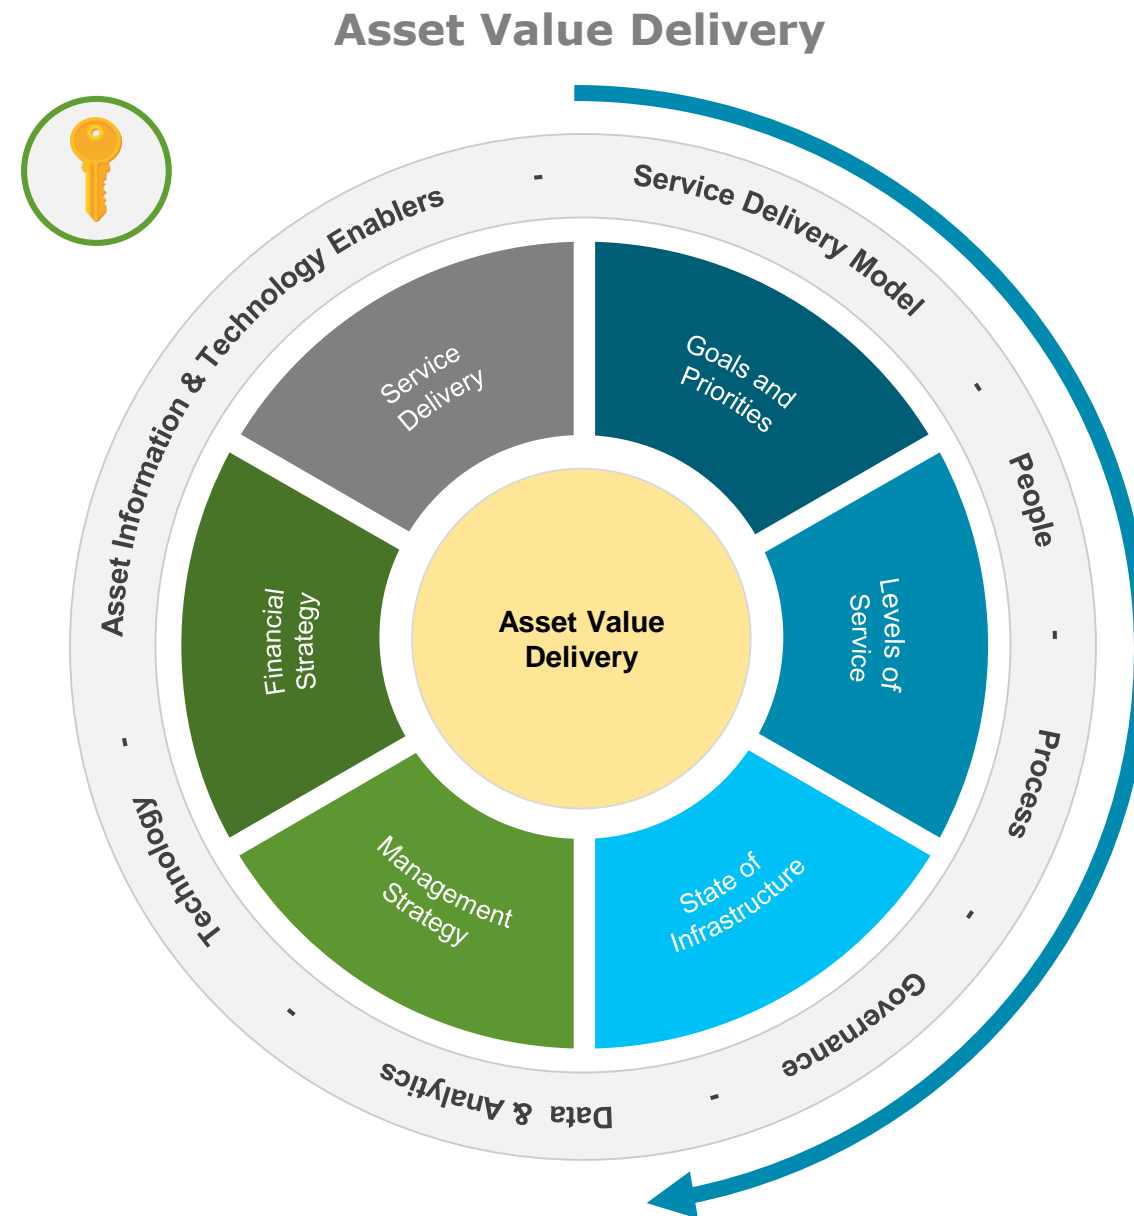 Asset Value Delivery
Service Delivery Model - People - Process - Governance - Data & Analytics - Technology - Asset Information & Technology Enablers -
Goals and
Priorities
Levels of
Service
State of
Infrastructure
Management
Strategy
Financial
Strategy
Service
Delivery
Asset Value
Delivery